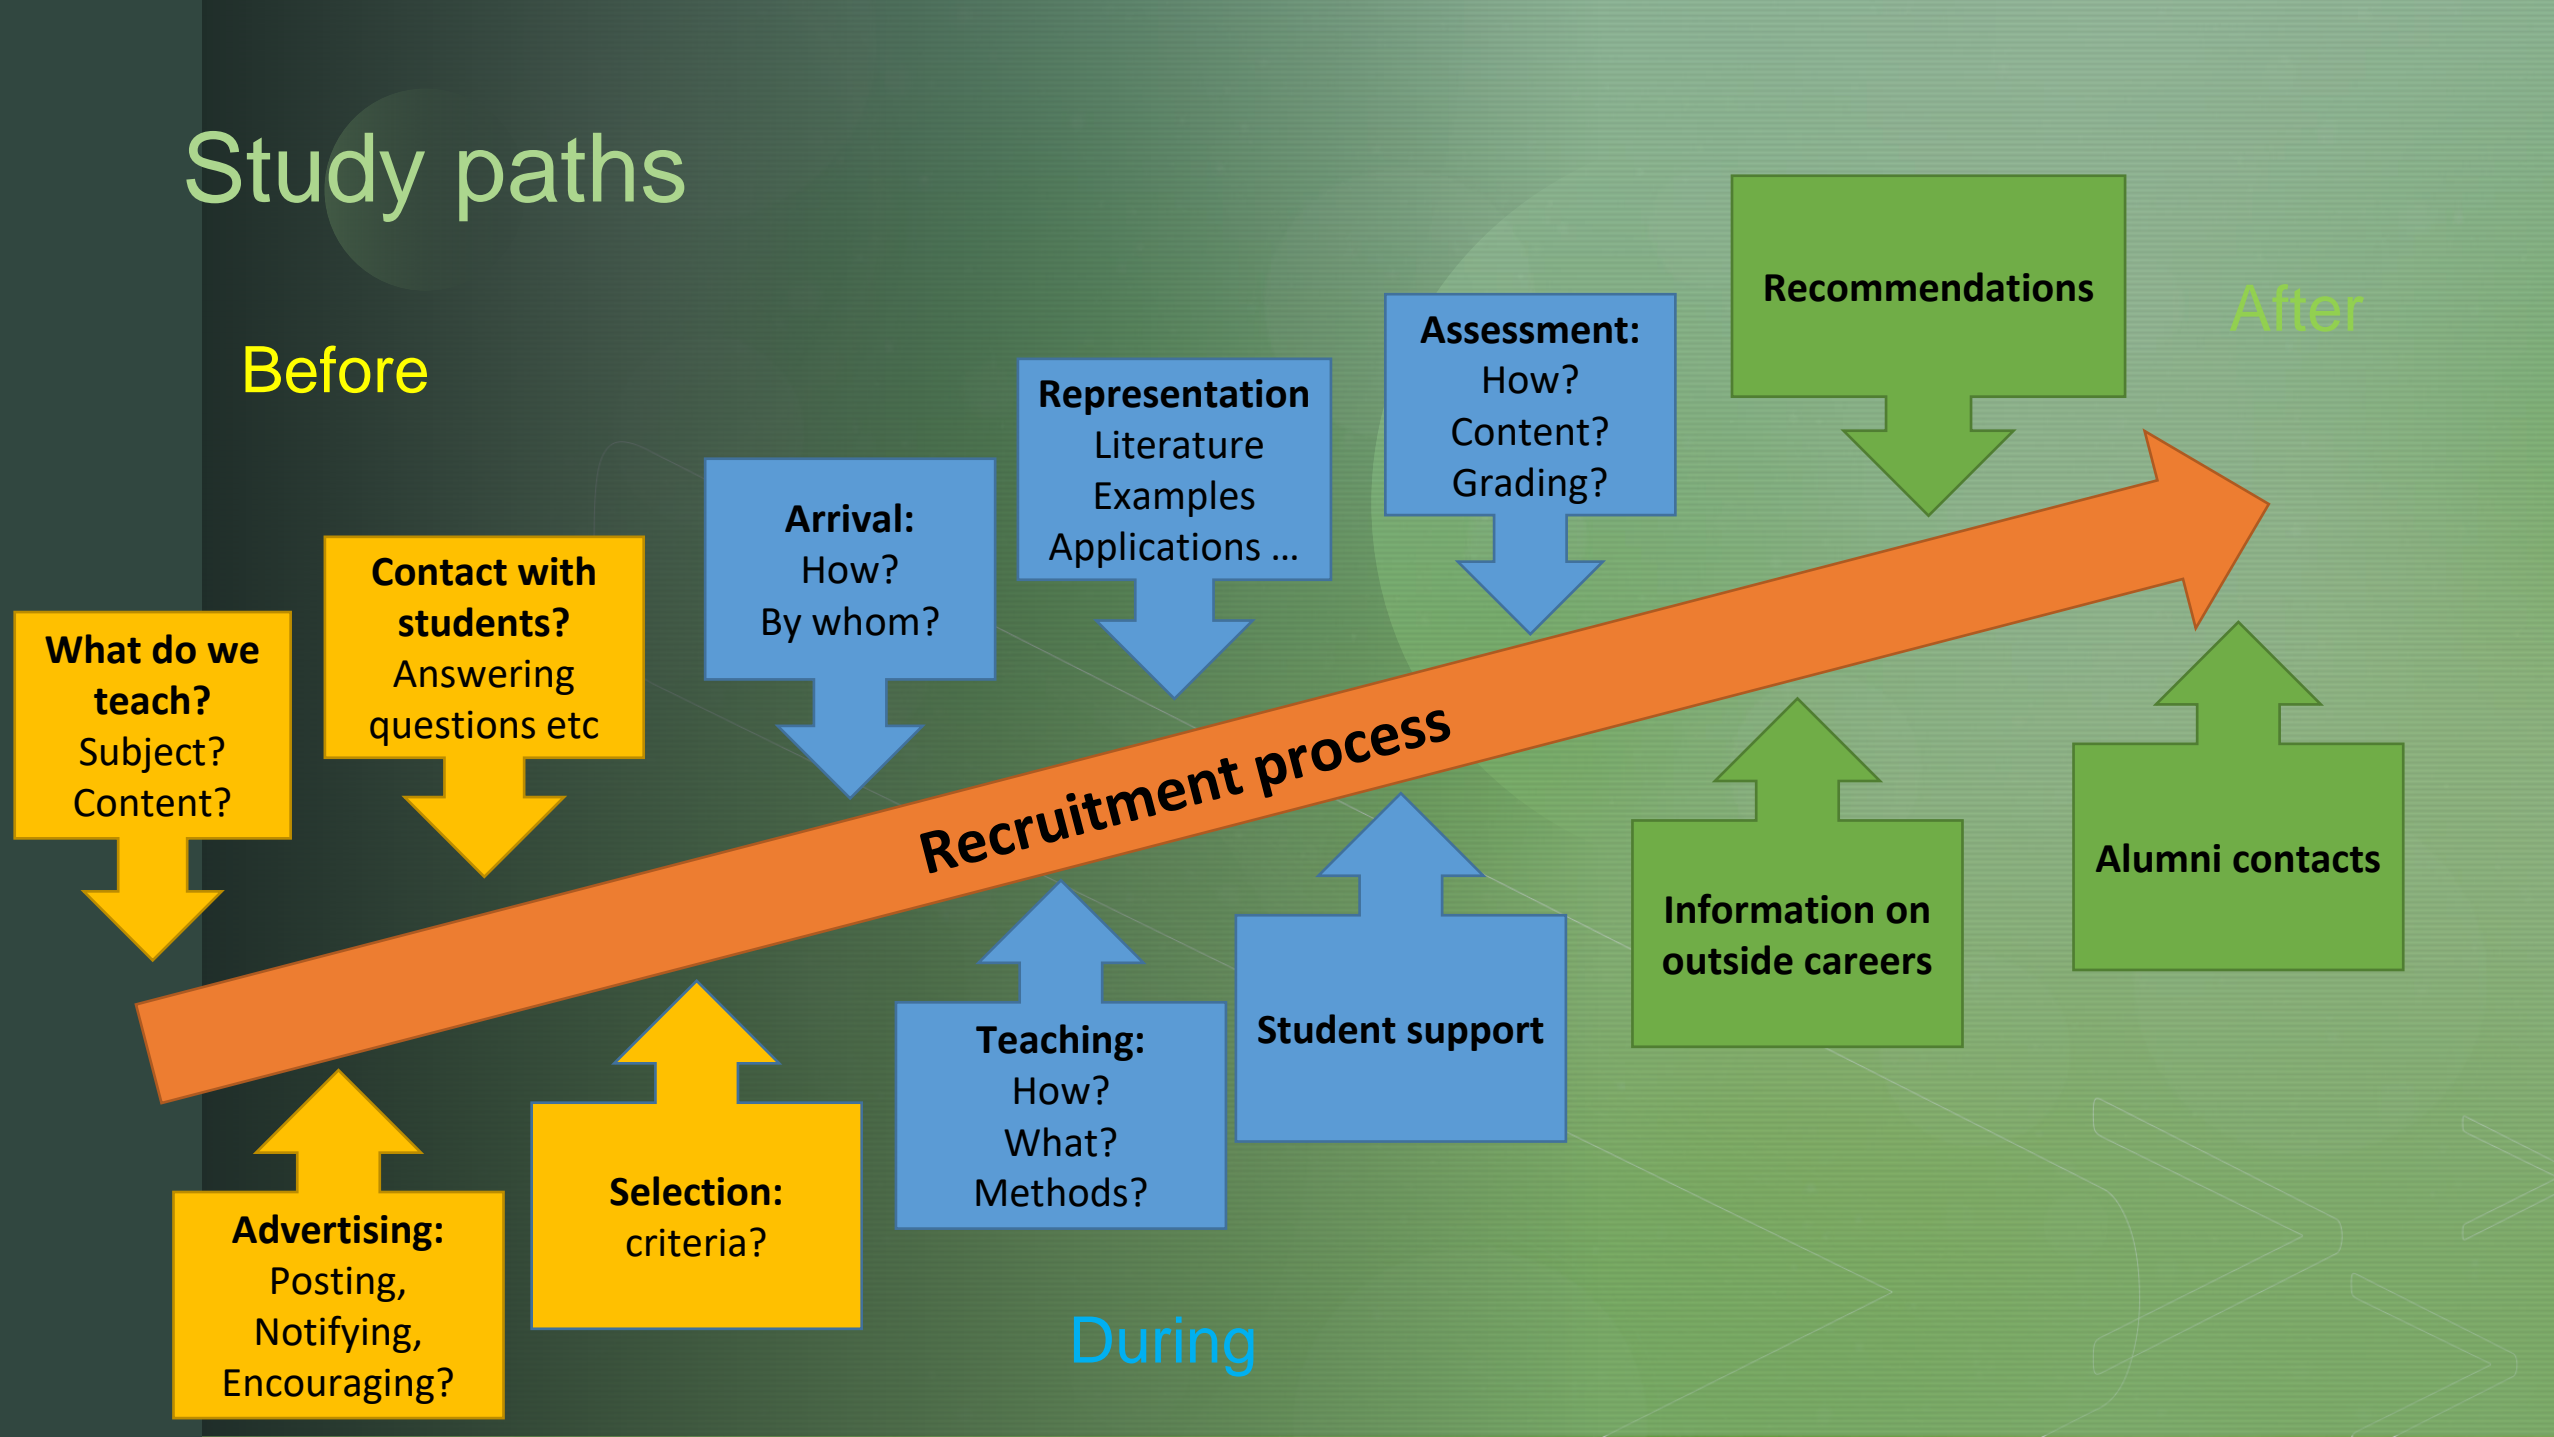 Study paths
Before
What do we
teach?
Subject?
Content?
Contact with
students?
Answering
questions etc
Advertising:
Posting,
Notifying,
Encouraging?
Selection:
criteria?
Recruitment process
During
Arrival:
How?
By whom?
Representation
Literature
Examples
Applications ...
Assessment:
How?
Content?
Grading?
Teaching:
How?
What?
Methods?
Student support
After
Recommendations
Information on
outside careers
Alumni contacts